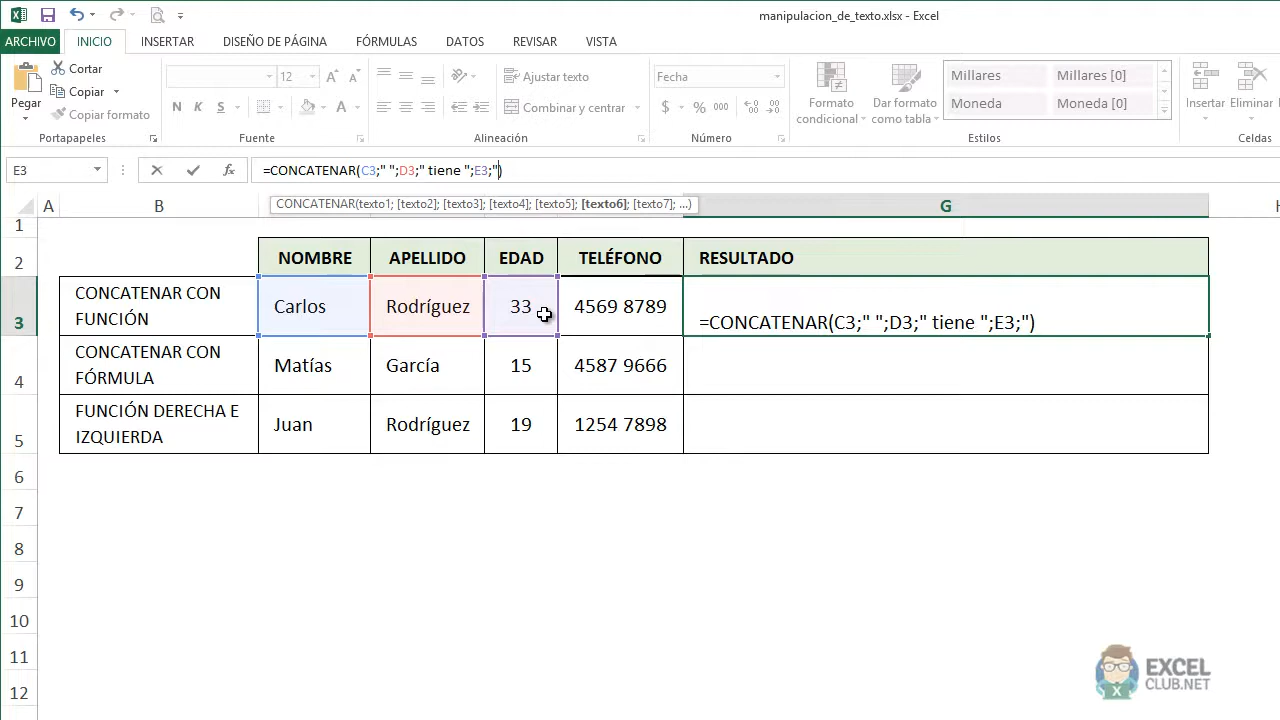 manipulacion_de_texto.xlsx - Excel
ARCHIVO INICIO INSERTAR DISEÑO DE PÁGINA FÓRMULAS DATOS REVISAR VISTA
Pegar
Cortar
Copiar
Copiar formato
Portapapeles
12
N K S
Fuente
Ajustar texto
Combinar y centrar
Alineación
Fecha
$ % 000
Número
Formato condicional
Dar formato como tabla
Millares Millares [0]
Moneda Moneda [0]
Estilos
Insertar Eliminar
Celdas
E3
=CONCATENAR(C3;" ";D3;" tiene ";E3;")
CONCATENAR(texto1; [texto2]; [texto3]; [texto4]; [texto5]; [texto6]; [texto7]; ...)
A B G H
1
2 NOMBRE APELLIDO EDAD TELÉFONO RESULTADO
3 CONCATENAR CON FUNCIÓN Carlos Rodríguez 33 4569 8789 =CONCATENAR(C3;" ";D3;" tiene ";E3;")
4 CONCATENAR CON FÓRMULA Matías García 15 4587 9666
5 FUNCIÓN DERECHA E IZQUIERDA Juan Rodríguez 19 1254 7898
6
7
8
9
10
11
12
EXCEL
CLUB.NET